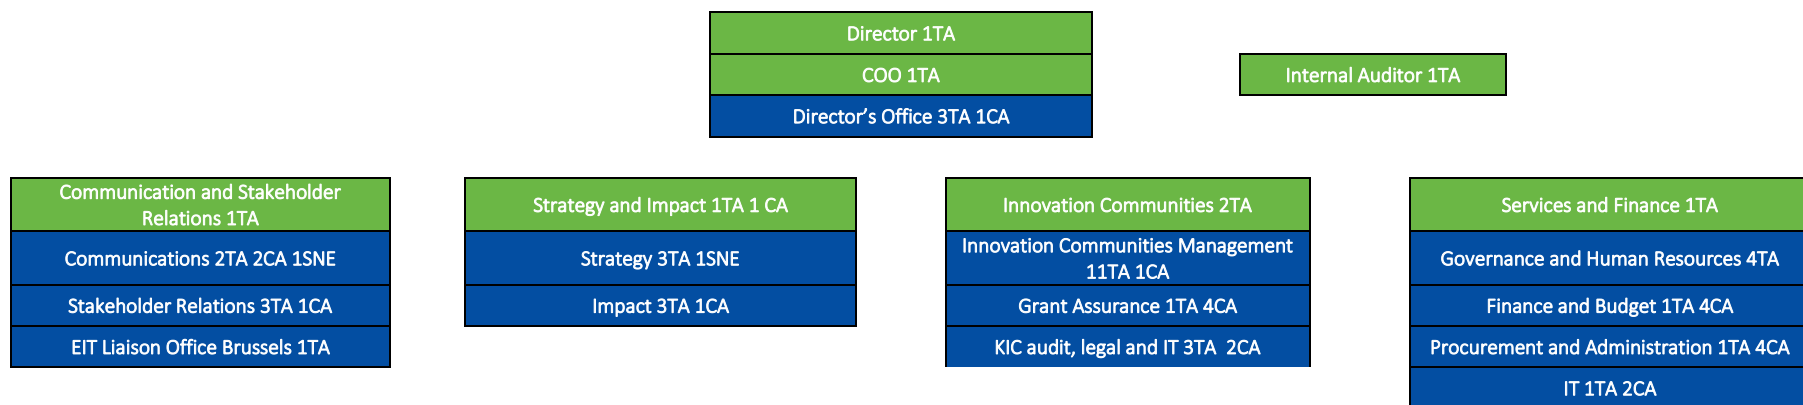 Director 1TA
COO 1TA
Director’s Office 3TA 1CA
Internal Auditor 1TA
Communication and Stakeholder
Relations 1TA
Communications 2TA 2CA 1SNE
Stakeholder Relations 3TA 1CA
EIT Liaison Office Brussels 1TA
Strategy and Impact 1TA 1 CA
Strategy 3TA 1SNE
Impact 3TA 1CA
Innovation Communities 2TA
Innovation Communities Management
11TA 1CA
Grant Assurance 1TA 4CA
KIC audit, legal and IT 3TA  2CA
Services and Finance 1TA
Governance and Human Resources 4TA
Finance and Budget 1TA 4CA
Procurement and Administration 1TA 4CA
IT 1TA 2CA